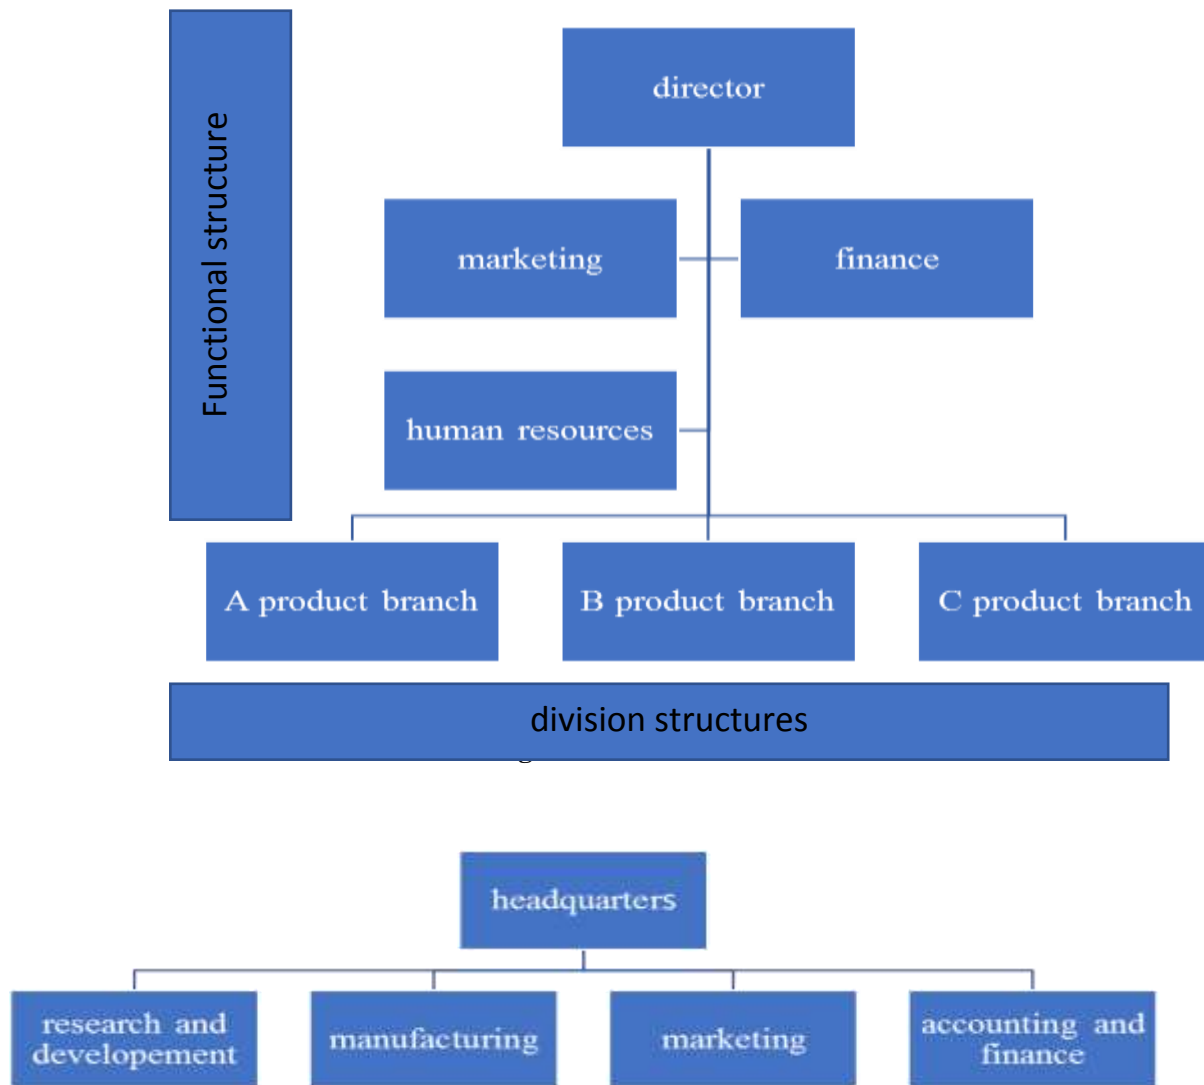 Functional structure
director
marketing
finance
human resources
A product branch
B product branch
C product branch
division structures
headquarters
research and
developement
manufacturing
marketing
accounting and
finance